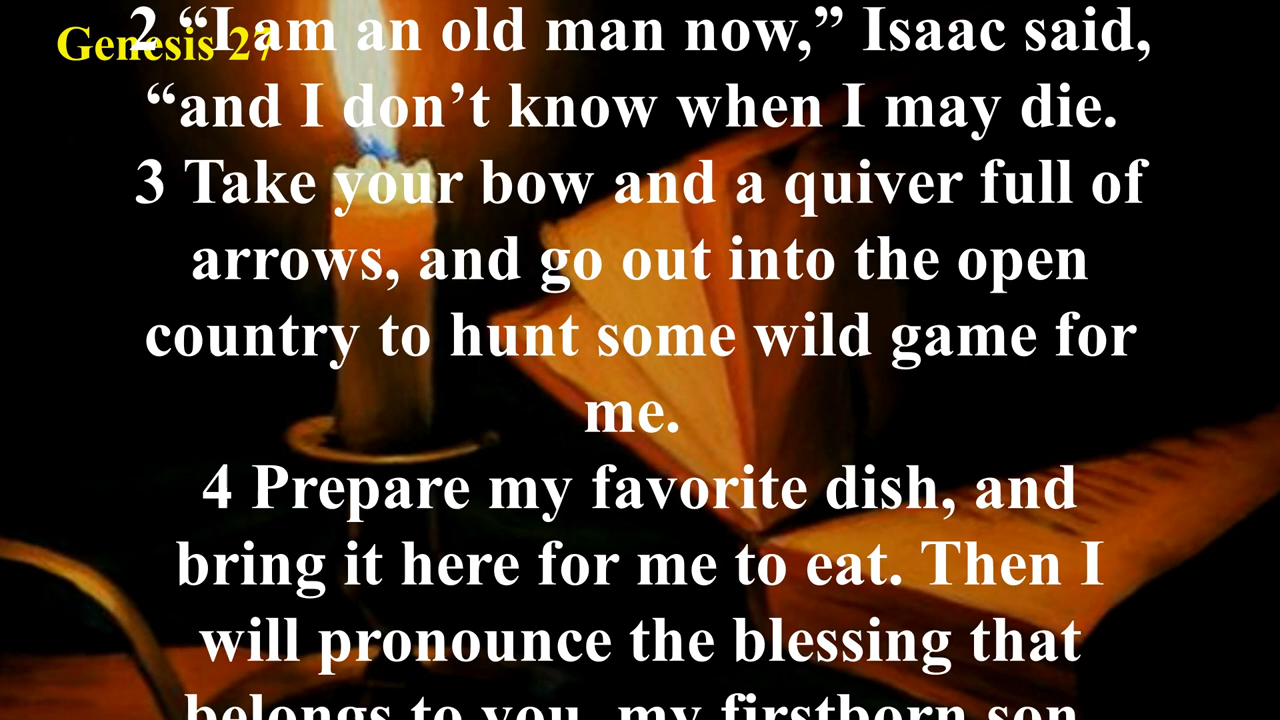 Genesis 27
2 “I am an old man now,” Isaac said,
“and I don’t know when I may die.
3 Take your bow and a quiver full of
arrows, and go out into the open
country to hunt some wild game for
me.
4 Prepare my favorite dish, and
bring it here for me to eat. Then I
will pronounce the blessing that
belongs to you, my firstborn son,